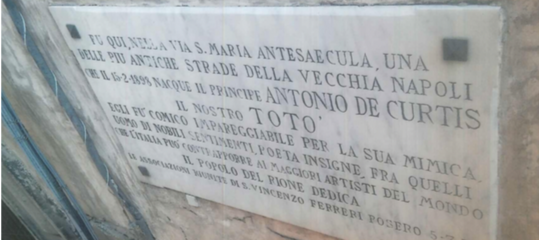 FU QUI, NELLA VIA S. MARIA ANTESAECULA, UNA
DELLE PIÙ ANTICHE STRADE DELLA VECCHIA NAPOLI
CHE IL 15-2-1898 NACQUE IL PRINCIPE ANTONIO DE CURTIS
IL NOSTRO TOTO'
EGLI FU' COMICO IMPAREGGIABILE PER LA SUA MIMICA,
UOMO DI NOBILI SENTIMENTI, POETA INSIGNE, FRA QUELLI
CHE L'ITALIA PUO' CONTRAPPORRE AI MAGGIORI ARTISTI DEL MONDO
IL POPOLO DEL RIONE DEDICA
LE ASSOCIAZIONI RIUNITE DI S. VINCENZO FERRERI POSERO